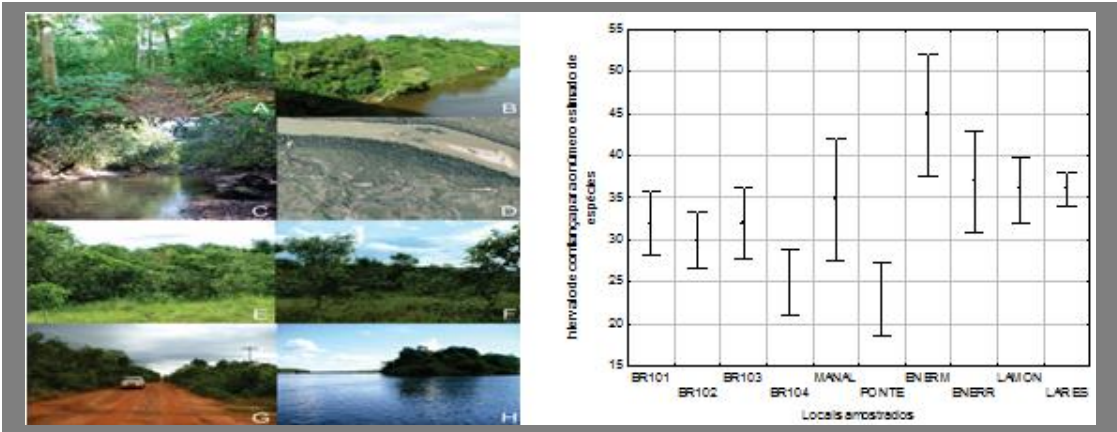 A
B
C
D
E
F
G
H
Intervalo de confiança para o número estimado de
espécies
55
50
45
40
35
30
25
20
15
BR101 BR103 MANAL ENERM LAMON
BR102 BR104 PONTE ENERR LARES
Locais amostrados